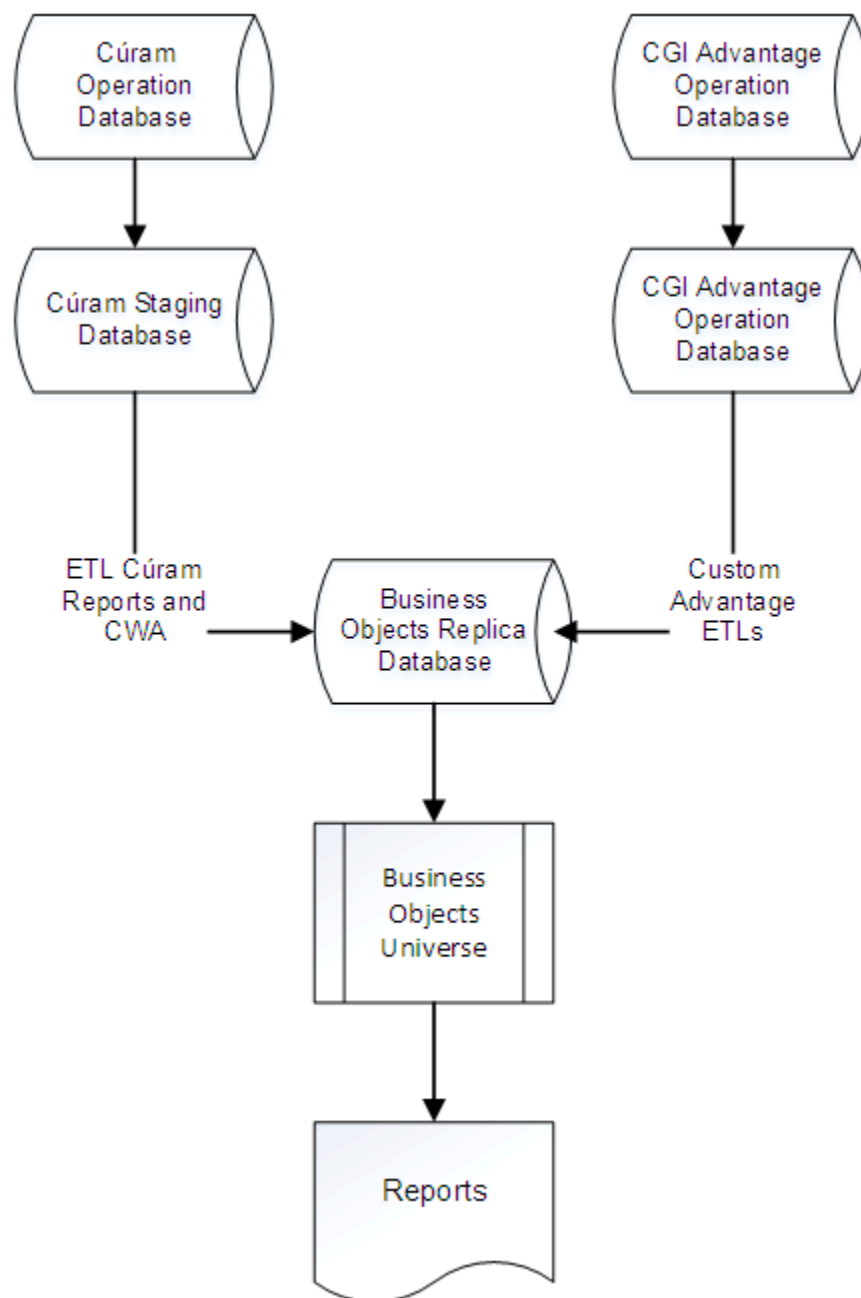 Cúram
Operation
Database
CGI Advantage
Operation
Database
Cúram Staging
Database
CGI Advantage
Operation
Database
ETL Cúram
Reports and
CWA
Business
Objects Replica
Database
Custom
Advantage
ETLs
Business
Objects
Universe
Reports